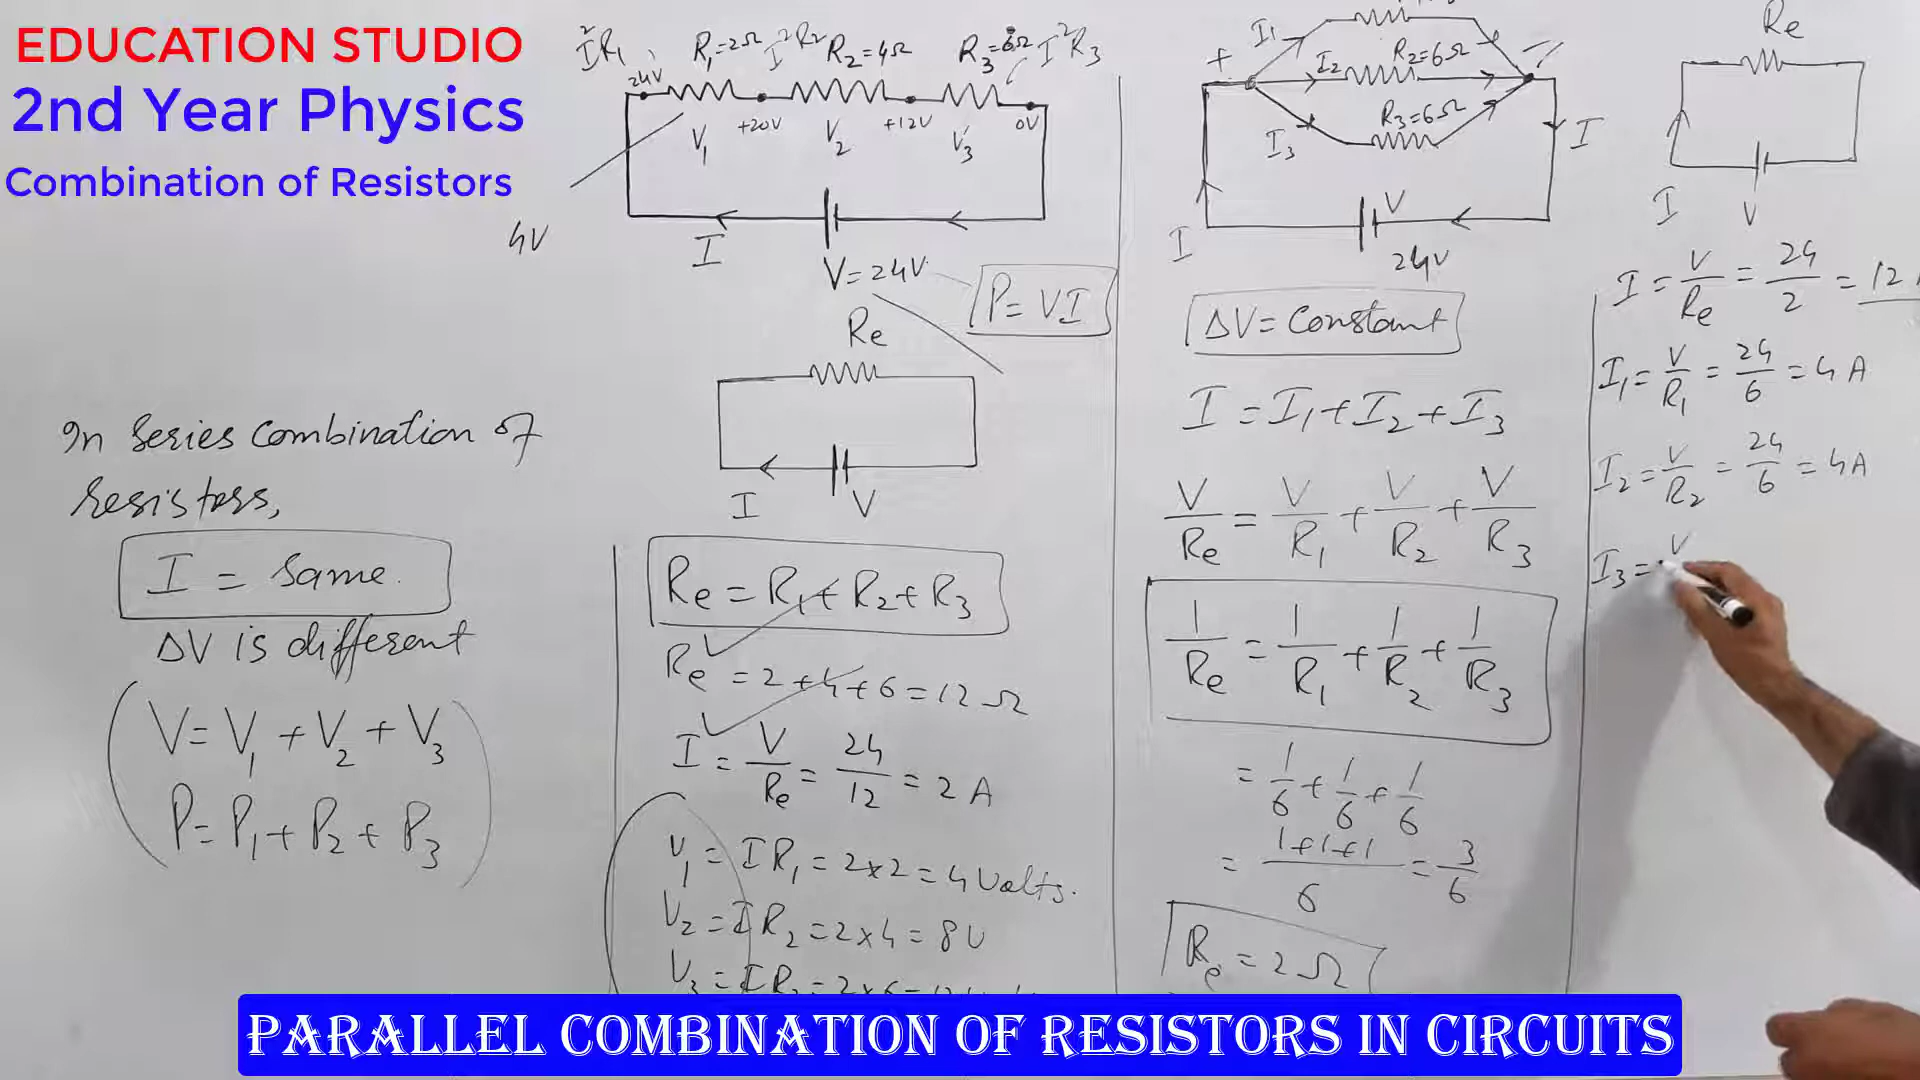 EDUCATION STUDIO
2nd Year Physics
Combination of Resistors
I²R₁ R₁=2Ω I²R₂ R₂=4Ω R₃=6Ω I²R₃
24V +20V +12V 0V
V₁ V₂ V₃
4V
I
V=24V
P=VI
Re
I V
In Series Combination of
resistors,
I = Same.
ΔV is different
V=V₁+V₂+V₃
P=P₁+P₂+P₃
Re=R₁+R₂+R₃
Re=2+4+6=12Ω
I=V/Re=24/12=2A
V₁=IR₁=2×2=4Volts.
V₂=IR₂=2×4=8V
I₁
+ I₂ R₂=6Ω
R₃=6Ω
I₃ I
I V
24V
ΔV=Constant
I=I₁+I₂+I₃
V/Re=V/R₁+V/R₂+V/R₃
1/Re=1/R₁+1/R₂+1/R₃
=1/6+1/6+1/6
=1+1+1/6=3/6
Re=2Ω
Re
I V
I=V/Re=24/2=12
I₁=V/R₁=24/6=4A
I₂=V/R₂=24/6=4A
I₃=V
PARALLEL COMBINATION OF RESISTORS IN CIRCUITS